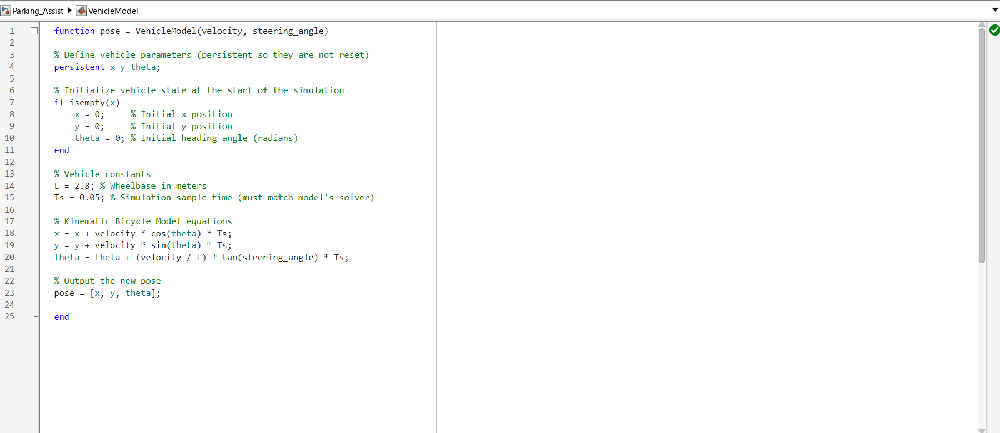 Parking_Assist VehicleModel
1 function pose = VehicleModel(velocity, steering_angle)
2
3 % Define vehicle parameters (persistent so they are not reset)
4 persistent x y theta;
5
6 % Initialize vehicle state at the start of the simulation
7 if isempty(x)
8     x = 0;     % Initial x position
9     y = 0;     % Initial y position
10     theta = 0; % Initial heading angle (radians)
11 end
12
13 % Vehicle constants
14 L = 2.8; % Wheelbase in meters
15 Ts = 0.05; % Simulation sample time (must match model's solver)
16
17 % Kinematic Bicycle Model equations
18 x = x + velocity * cos(theta) * Ts;
19 y = y + velocity * sin(theta) * Ts;
20 theta = theta + (velocity / L) * tan(steering_angle) * Ts;
21
22 % Output the new pose
23 pose = [x, y, theta];
24
25 end